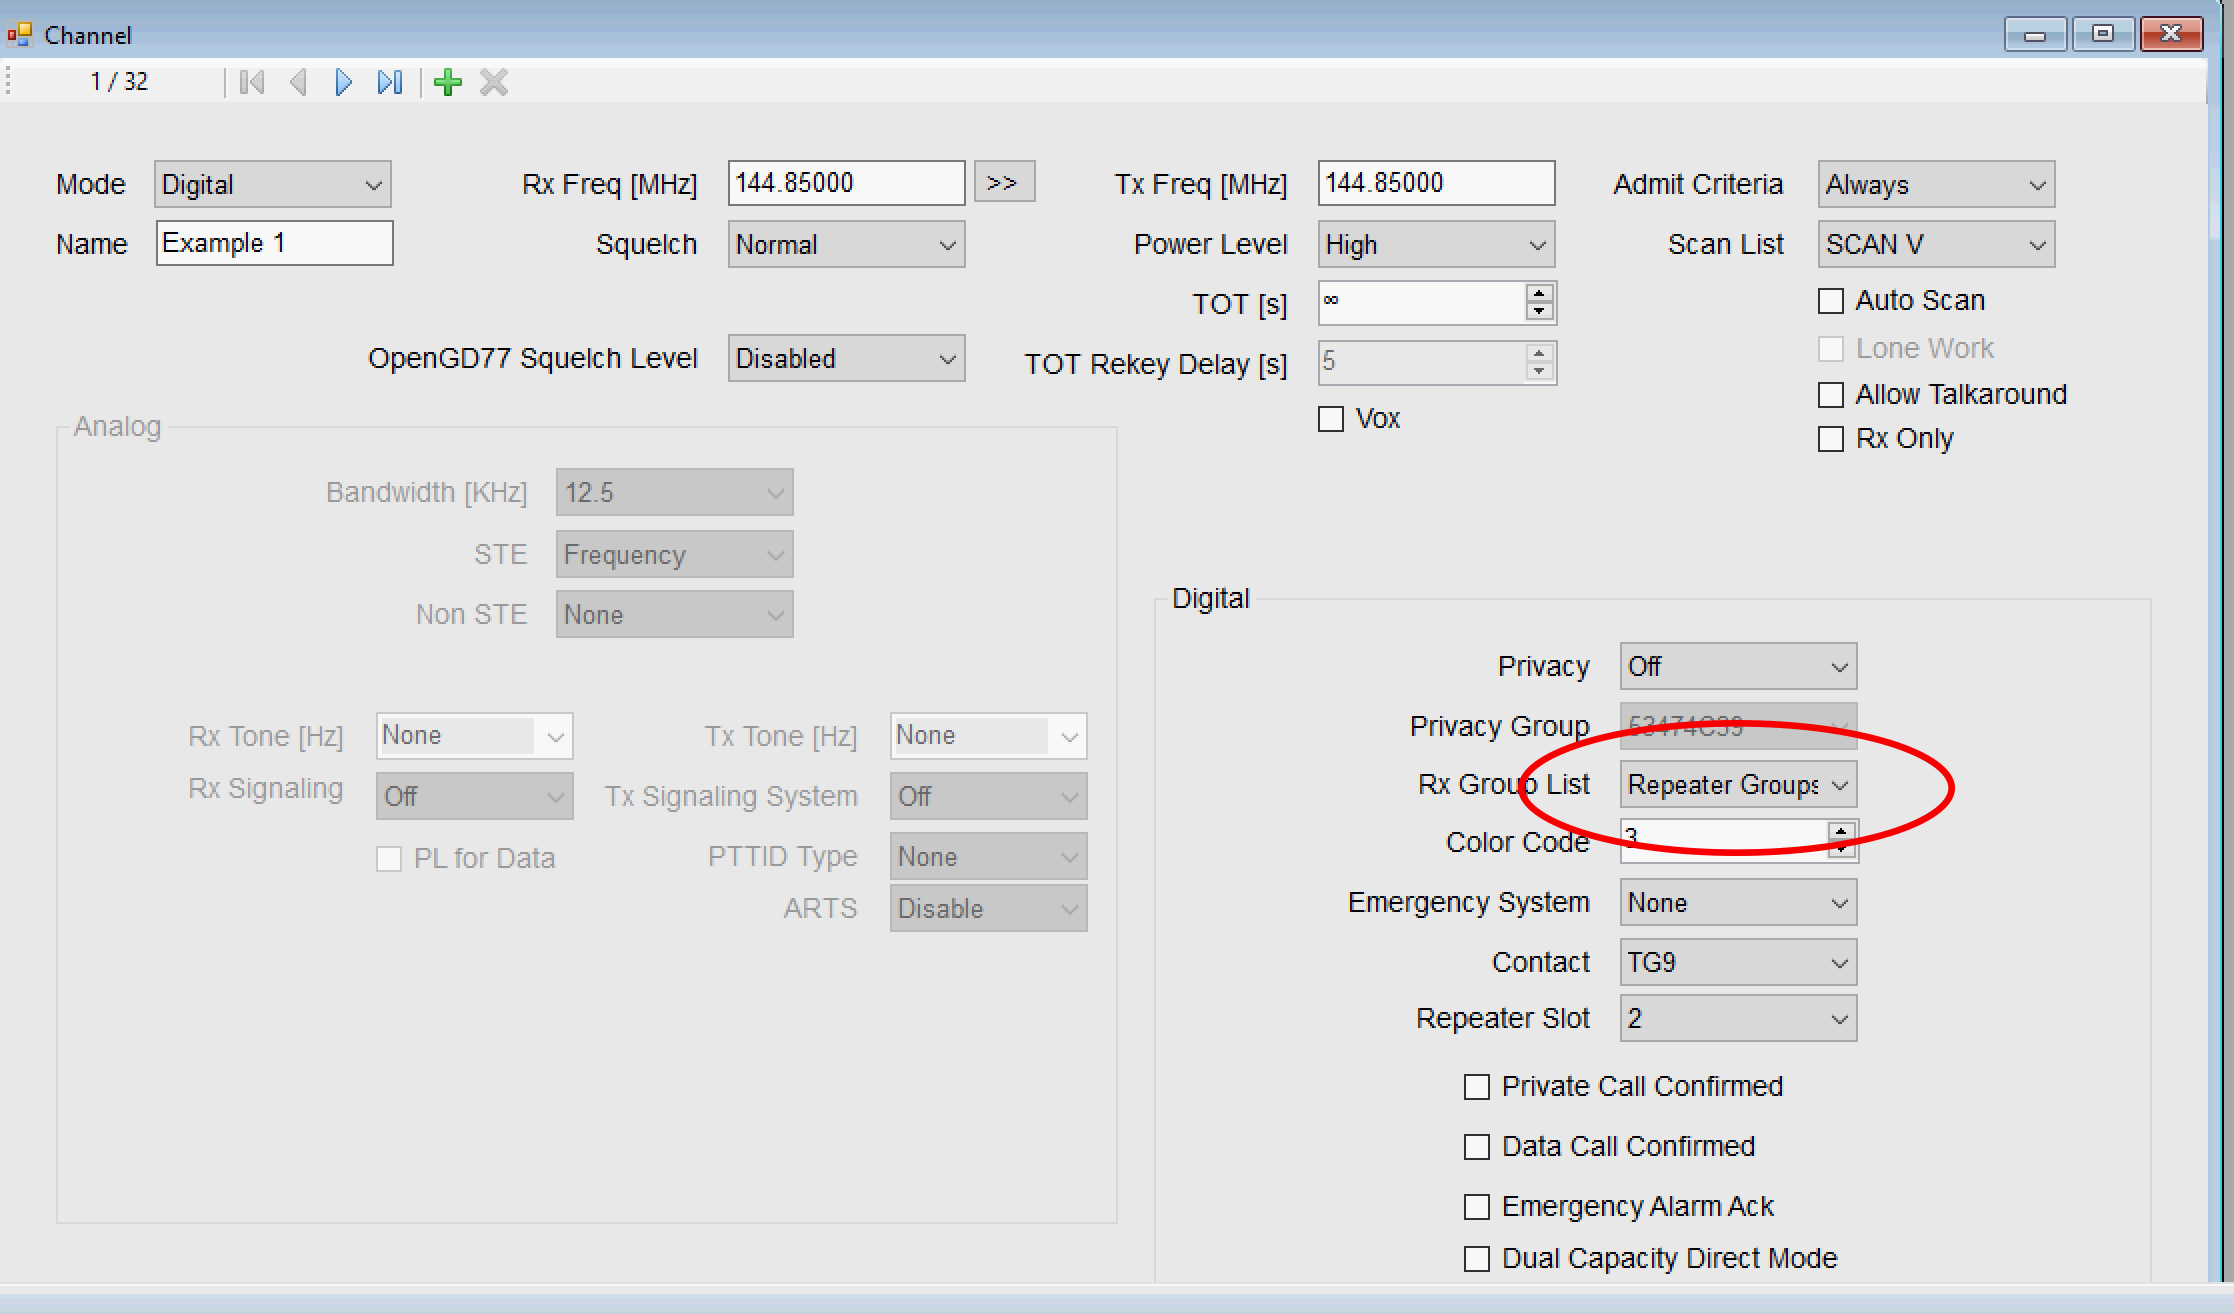 Channel
1 / 32
Mode Digital Rx Freq [MHz] 144.85000 >> Tx Freq [MHz] 144.85000 Admit Criteria Always
Name Example 1 Squelch Normal Power Level High Scan List SCAN V
TOT [s] ∞ Auto Scan
OpenGD77 Squelch Level Disabled TOT Rekey Delay [s] 5 Lone Work
Allow Talkaround
Vox Rx Only
Analog
Bandwidth [KHz] 12.5
STE Frequency
Non STE None
Rx Tone [Hz] None Tx Tone [Hz] None
Rx Signaling Off Tx Signaling System Off
PL for Data PTTID Type None
ARTS Disable
Digital
Privacy Off
Privacy Group 53474C39
Rx Group List Repeater Groups
Color Code 3
Emergency System None
Contact TG9
Repeater Slot 2
Private Call Confirmed
Data Call Confirmed
Emergency Alarm Ack
Dual Capacity Direct Mode